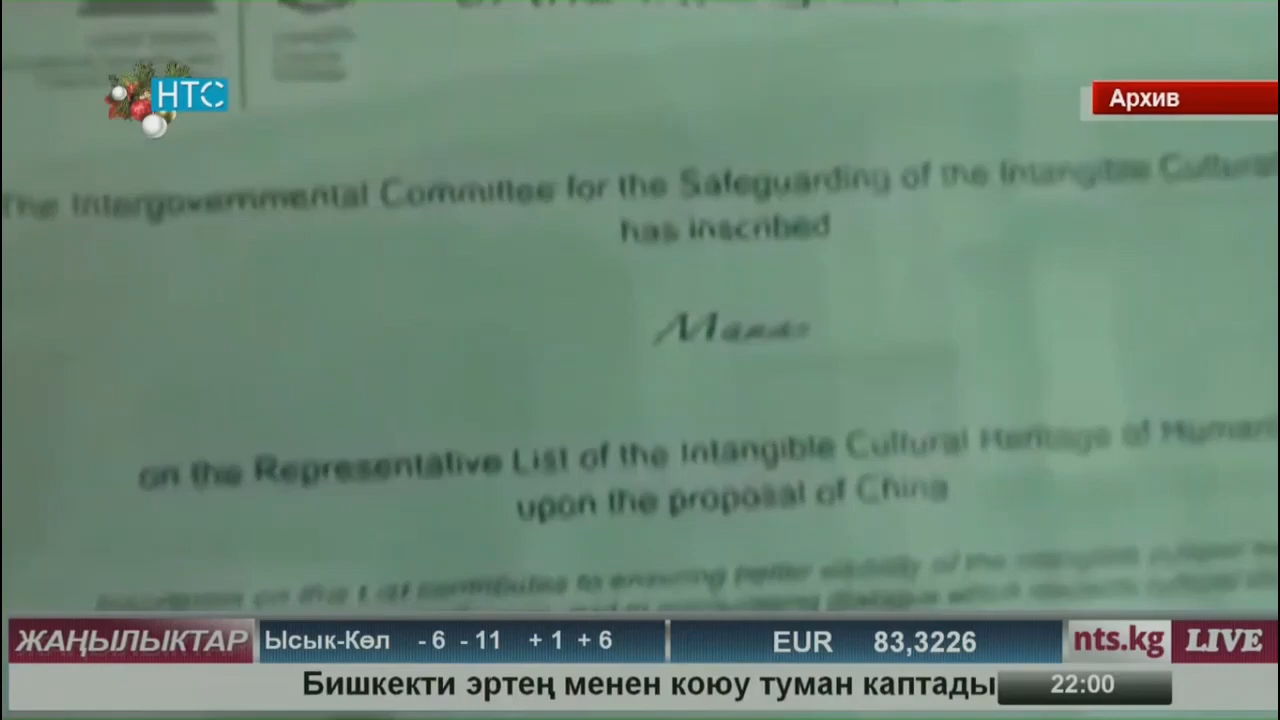 НТС
Архив
The Intergovernmental Committee for the Safeguarding of the Intangible Cultural
has inscribed
Manas
on the Representative List of the Intangible Cultural Heritage of Humani
upon the proposal of China
ЖАҢЫЛЫКТАР
Ысык-Көл -6 -11 +1 +6
EUR 83,3226
nts.kg
LIVE
Бишкекти эртең менен коюу туман каптады
22:00